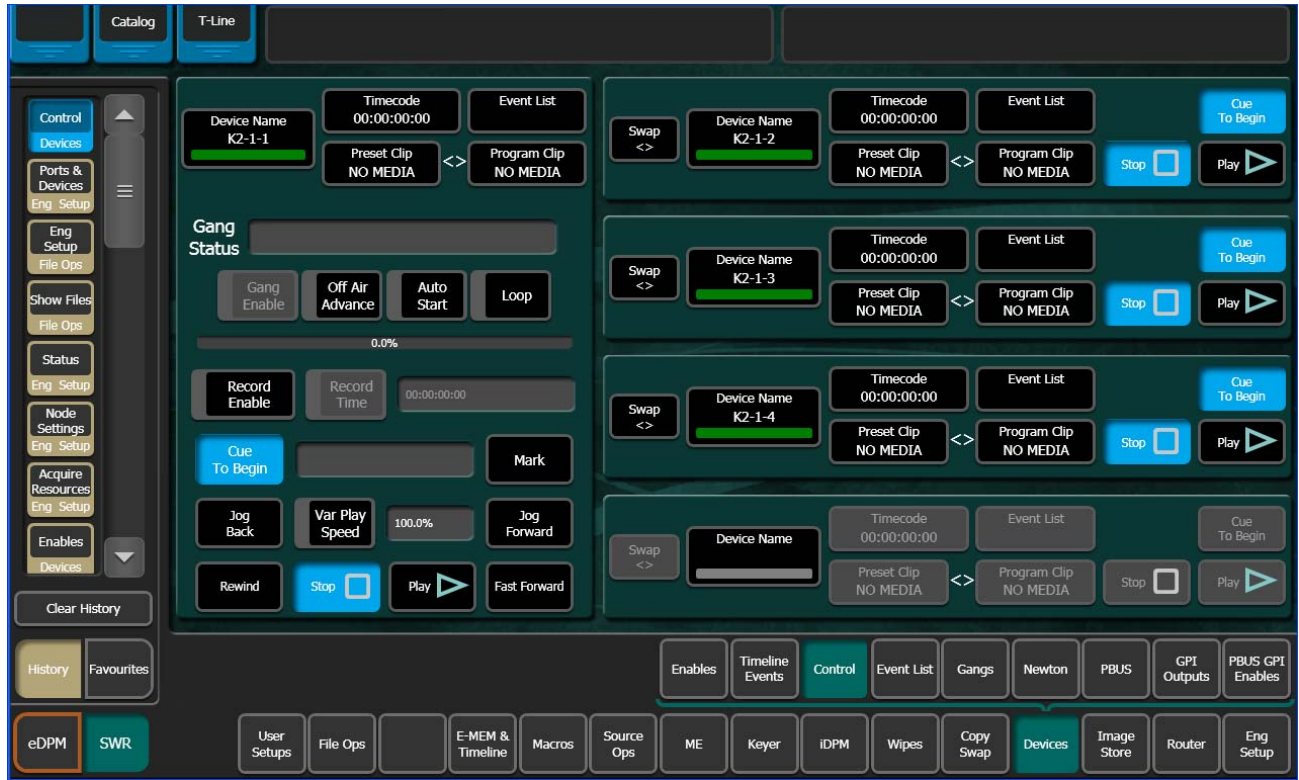 Catalog
T-Line
Control
Devices
Ports &
Devices
Eng Setup
Eng
Setup
File Ops
Show Files
File Ops
Status
Eng Setup
Node
Settings
Eng Setup
Acquire
Resources
Eng Setup
Enables
Devices
Clear History
History
Favourites
Device Name
K2-1-1
Timecode
00:00:00:00
Event List
Preset Clip
NO MEDIA
<>
Program Clip
NO MEDIA
Gang
Status
Gang
Enable
Off Air
Advance
Auto
Start
Loop
0.0%
Record
Enable
Record
Time
00:00:00:00
Cue
To Begin
Mark
Jog
Back
Var Play
Speed
100.0%
Jog
Forward
Rewind
Stop
Play
Fast Forward
Swap
<>
Device Name
K2-1-2
Timecode
00:00:00:00
Event List
Cue
To Begin
Preset Clip
NO MEDIA
<>
Program Clip
NO MEDIA
Stop
Play
Swap
<>
Device Name
K2-1-3
Timecode
00:00:00:00
Event List
Cue
To Begin
Preset Clip
NO MEDIA
<>
Program Clip
NO MEDIA
Stop
Play
Swap
<>
Device Name
K2-1-4
Timecode
00:00:00:00
Event List
Cue
To Begin
Preset Clip
NO MEDIA
<>
Program Clip
NO MEDIA
Stop
Play
Swap
<>
Device Name
Timecode
00:00:00:00
Event List
Cue
To Begin
Preset Clip
NO MEDIA
<>
Program Clip
NO MEDIA
Stop
Play
Enables
Timeline
Events
Control
Event List
Gangs
Newton
PBUS
GPI
Outputs
PBUS GPI
Enables
eDPM
SWR
User
Setups
File Ops
E-MEM &
Timeline
Macros
Source
Ops
ME
Keyer
iDPM
Wipes
Copy
Swap
Devices
Image
Store
Router
Eng
Setup